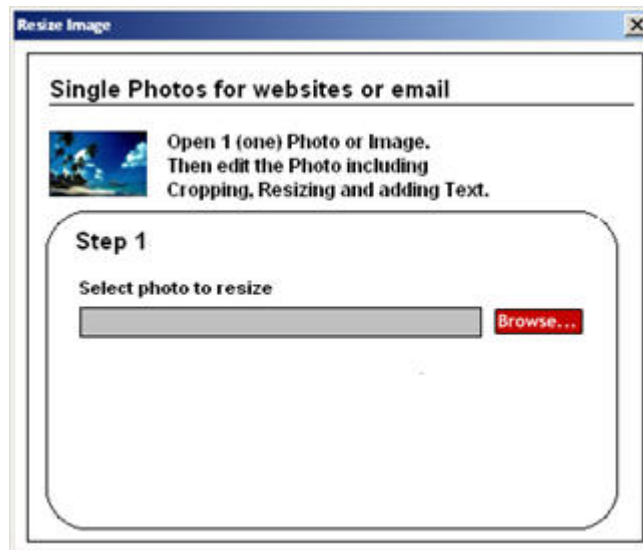 Resize Image
Single Photos for websites or email
Open 1 (one) Photo or Image.
Then edit the Photo including
Cropping, Resizing and adding Text.
Step 1
Select photo to resize
Browse...